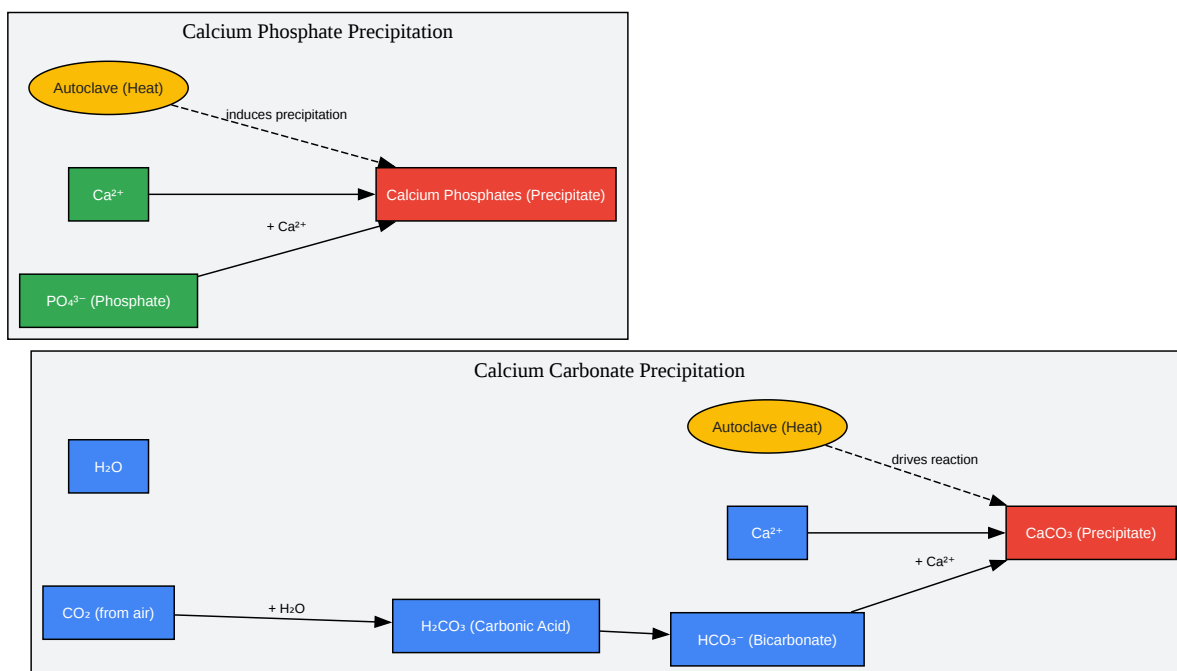 Calcium Phosphate Precipitation
Autoclave (Heat)
induces precipitation
Ca²⁺
Calcium Phosphates (Precipitate)
+ Ca²⁺
PO₄³⁻ (Phosphate)
Calcium Carbonate Precipitation
Autoclave (Heat)
H₂O
drives reaction
Ca²⁺
CaCO₃ (Precipitate)
+ Ca²⁺
CO₂ (from air)
+ H₂O
H₂CO₃ (Carbonic Acid)
HCO₃⁻ (Bicarbonate)